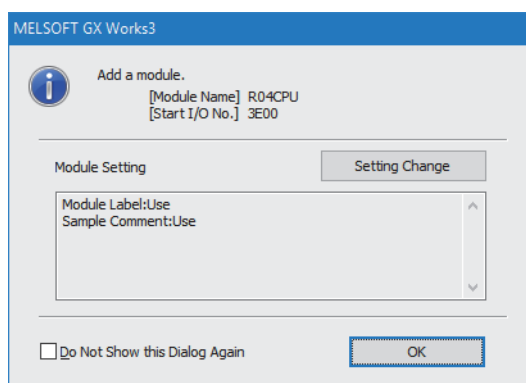 MELSOFT GX Works3
Add a module.
[Module Name] R04CPU
[Start I/O No.] 3E00
Module Setting
Setting Change
Module Label:Use
Sample Comment:Use
Do Not Show this Dialog Again
OK